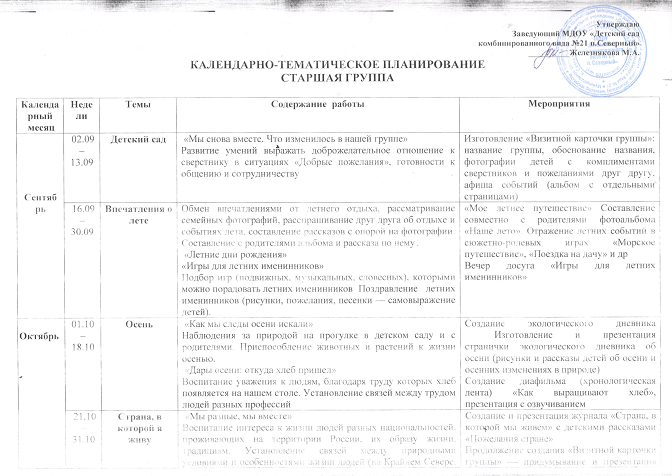 Утверждаю
Заведующий МДОУ «Детский сад
комбинированного вида №21 п.Северный».
Железнякова М.А.
КАЛЕНДАРНО-ТЕМАТИЧЕСКОЕ ПЛАНИРОВАНИЕ
СТАРШАЯ ГРУППА
Календа
рный
месяц
Неде
ли
Темы
Содержание работы
Мероприятия
Сентяб
рь
02.09
–
13.09
Детский сад
«Мы снова вместе. Что изменилось в нашей группе»
Развитие умений выражать доброжелательное отношение к
сверстнику в ситуациях «Добрые пожелания», готовности к
общению и сотрудничеству
Изготовление «Визитной карточки группы»:
название группы, обоснование названия,
фотографии детей с комплиментами
сверстников и пожеланиями друг другу,
афиша событий (альбом с отдельными
страницами)
16.09
–
30.09
Впечатления о
лете
Обмен впечатлениями от летнего отдыха, рассматривание
семейных фотографий, расспрашивание друг друга об отдыхе и
событиях лета, составление рассказов с опорой на фотографии.
Составление с родителями альбома и рассказа по нему.
«Летние дни рождения»
«Игры для летних именинников»
Подбор игр (подвижных, музыкальных, словесных), которыми
можно порадовать летних именинников Поздравление летних
именинников (рисунки, пожелания, песенки — самовыражение
детей).
«Мое летнее путешествие» Составление
совместно с родителями фотоальбома
«Наше лето». Отражение летних событий в
сюжетно-ролевых играх «Морское
путешествие», «Поездка на дачу» и др
Вечер досуга «Игры для летних
именинников»
Октябрь
01.10
–
18.10
Осень
«Как мы следы осени искали»
Наблюдения за природой на прогулке в детском саду и с
родителями. Приспособление животных и растений к жизни
осенью.
«Дары осени: откуда хлеб пришел»
Воспитание уважения к людям, благодаря труду которых хлеб
появляется на нашем столе. Установление связей между трудом
людей разных профессий
Создание экологического дневника
Изготовление и презентация
странички экологического дневника об
осени (рисунки и рассказы детей об осени и
осенних изменениях в природе)
Создание диафильма (хронологическая
лента) «Как выращивают хлеб»,
презентация с озвучиванием
21.10
–
31.10
Страна, в
которой я
живу
«Мы разные, мы вместе»
Воспитание интереса к жизни людей разных национальностей,
проживающих на территории России, их образу жизни,
традициям. Установление связей между природными
условиями и особенностями жизни людей (на Крайнем Севере,
Создание и презентация журнала «Страна, в
которой мы живем» с детскими рассказами
«Пожелания стране»
Продолжение создания «Визитной карточки
группы» — придумывание и презентация